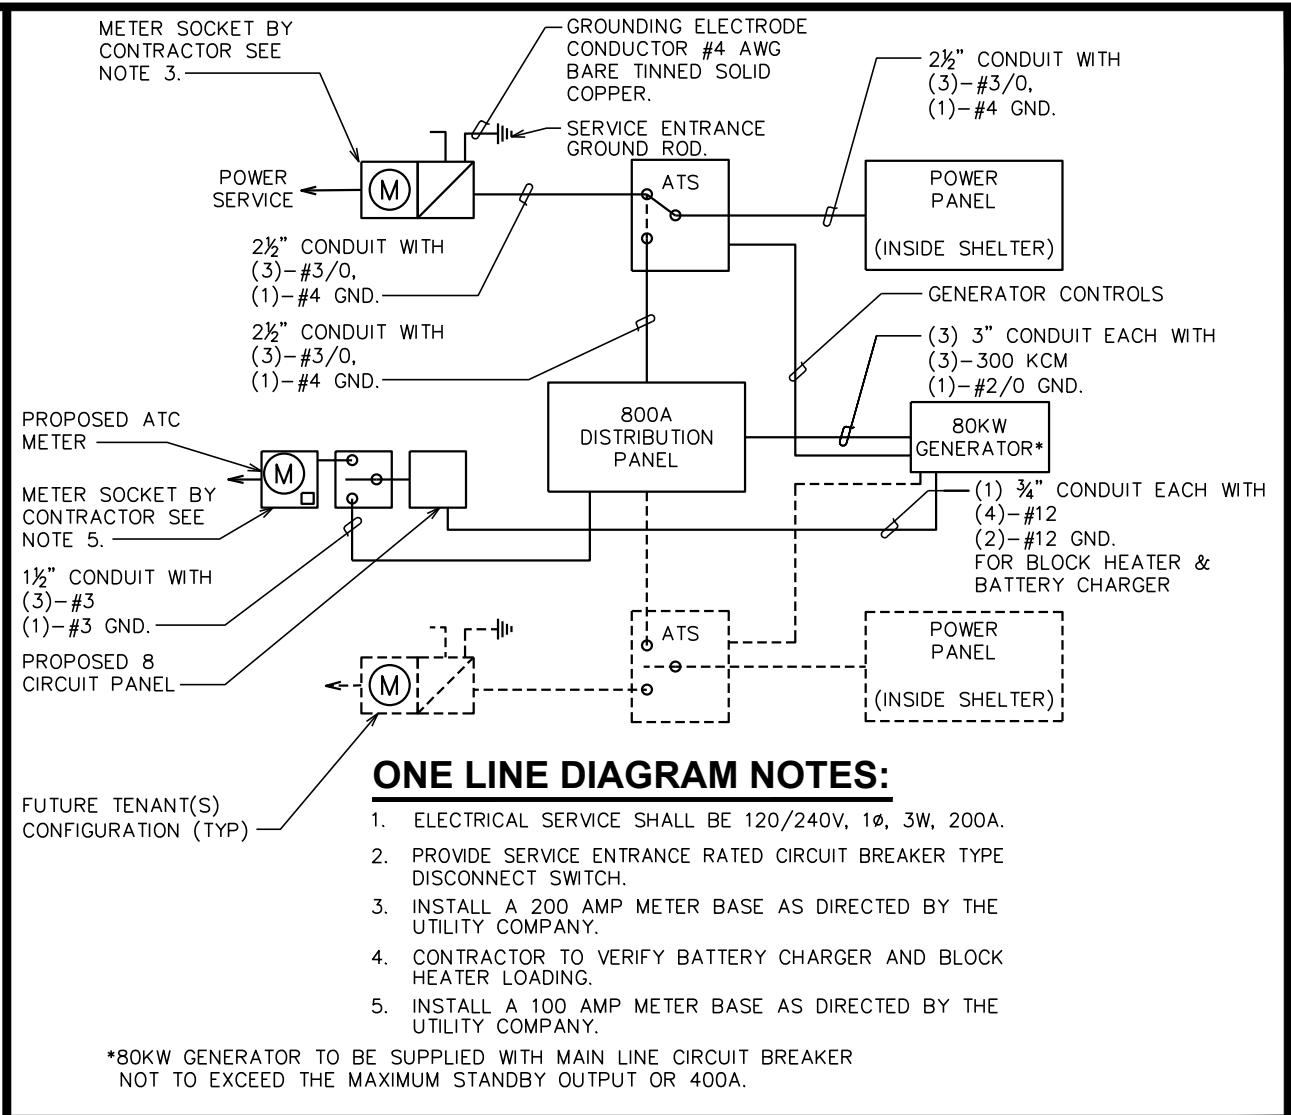 METER SOCKET BY
CONTRACTOR SEE
NOTE 3.
GROUNDING ELECTRODE
CONDUCTOR #4 AWG
BARE TINNED SOLID
COPPER.
SERVICE ENTRANCE
GROUND ROD.
2½" CONDUIT WITH
(3)-#3/0,
(1)-#4 GND.
POWER
SERVICE
M
ATS
POWER
PANEL
(INSIDE SHELTER)
2½" CONDUIT WITH
(3)-#3/0,
(1)-#4 GND.
2½" CONDUIT WITH
(3)-#3/0,
(1)-#4 GND.
GENERATOR CONTROLS
(3) 3" CONDUIT EACH WITH
(3)-300 KCM
(1)-#2/0 GND.
800A
DISTRIBUTION
PANEL
80KW
GENERATOR*
PROPOSED ATC
METER
M
METER SOCKET BY
CONTRACTOR SEE
NOTE 5.
(1) ¾" CONDUIT EACH WITH
(4)-#12
(2)-#12 GND.
FOR BLOCK HEATER &
BATTERY CHARGER
1½" CONDUIT WITH
(3)-#3
(1)-#3 GND.
PROPOSED 8
CIRCUIT PANEL
M
ATS
POWER
PANEL
(INSIDE SHELTER)
FUTURE TENANT(S)
CONFIGURATION (TYP)
ONE LINE DIAGRAM NOTES:
1. ELECTRICAL SERVICE SHALL BE 120/240V, 1ø, 3W, 200A.
2. PROVIDE SERVICE ENTRANCE RATED CIRCUIT BREAKER TYPE
DISCONNECT SWITCH.
3. INSTALL A 200 AMP METER BASE AS DIRECTED BY THE
UTILITY COMPANY.
4. CONTRACTOR TO VERIFY BATTERY CHARGER AND BLOCK
HEATER LOADING.
5. INSTALL A 100 AMP METER BASE AS DIRECTED BY THE
UTILITY COMPANY.
*80KW GENERATOR TO BE SUPPLIED WITH MAIN LINE CIRCUIT BREAKER
NOT TO EXCEED THE MAXIMUM STANDBY OUTPUT OR 400A.